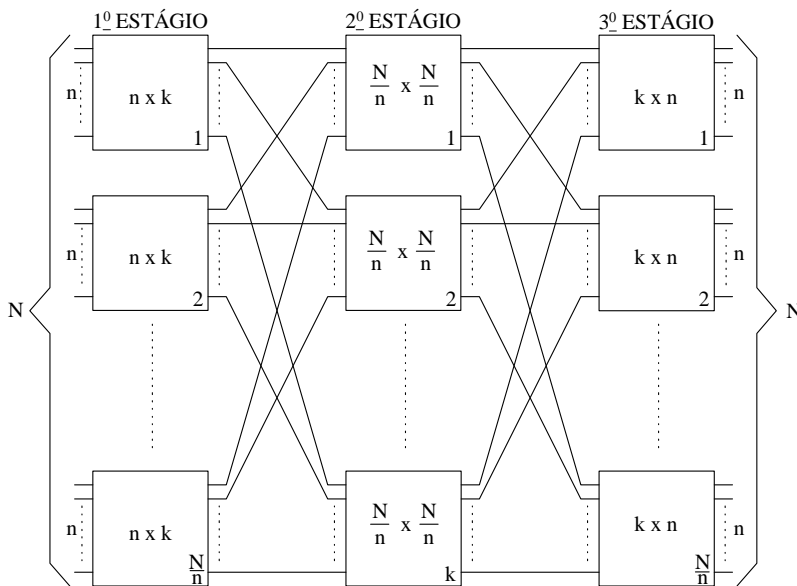 1º ESTÁGIO 2º ESTÁGIO 3º ESTÁGIO
n n x k 1 N/n x N/n 1 k x n 1 n
n n x k 2 N/n x N/n 2 k x n 2 n
N N
n n x k N/n N/n x N/n k k x n N/n n